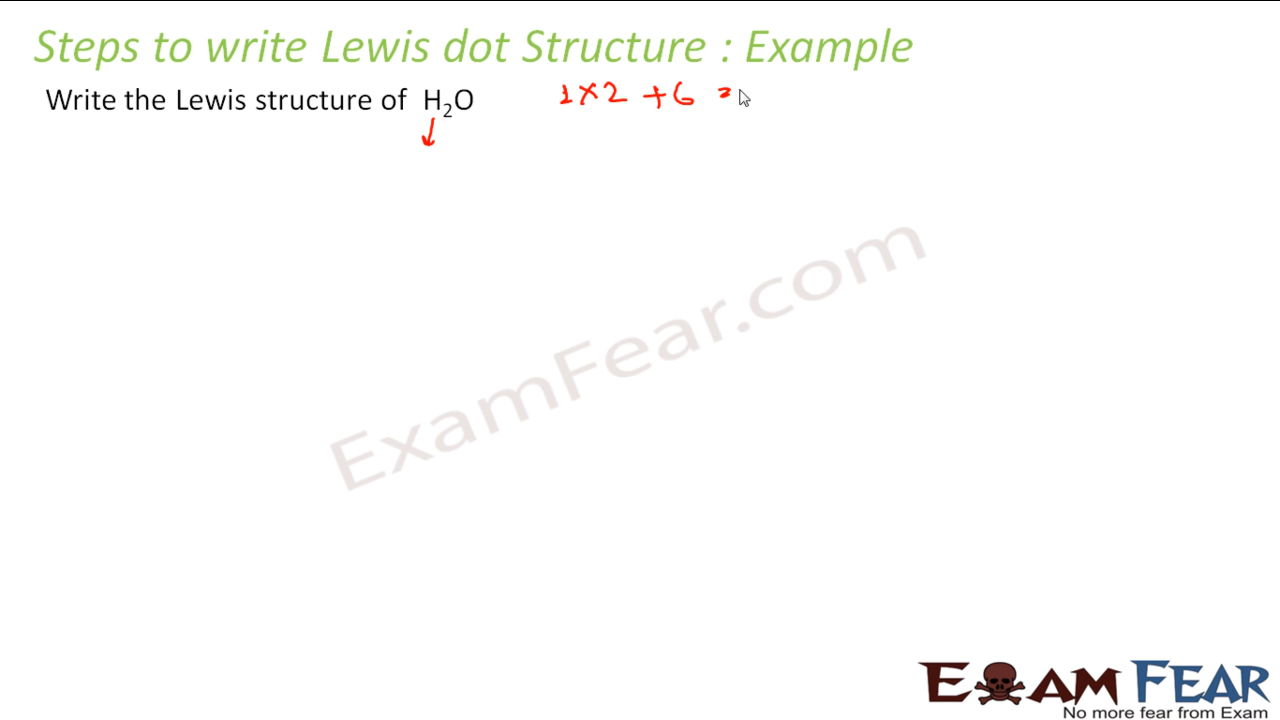 Steps to write Lewis dot Structure : Example
Write the Lewis structure of H₂O 1×2 +6 =
ExamFear.com
EXAM FEAR
No more fear from Exam